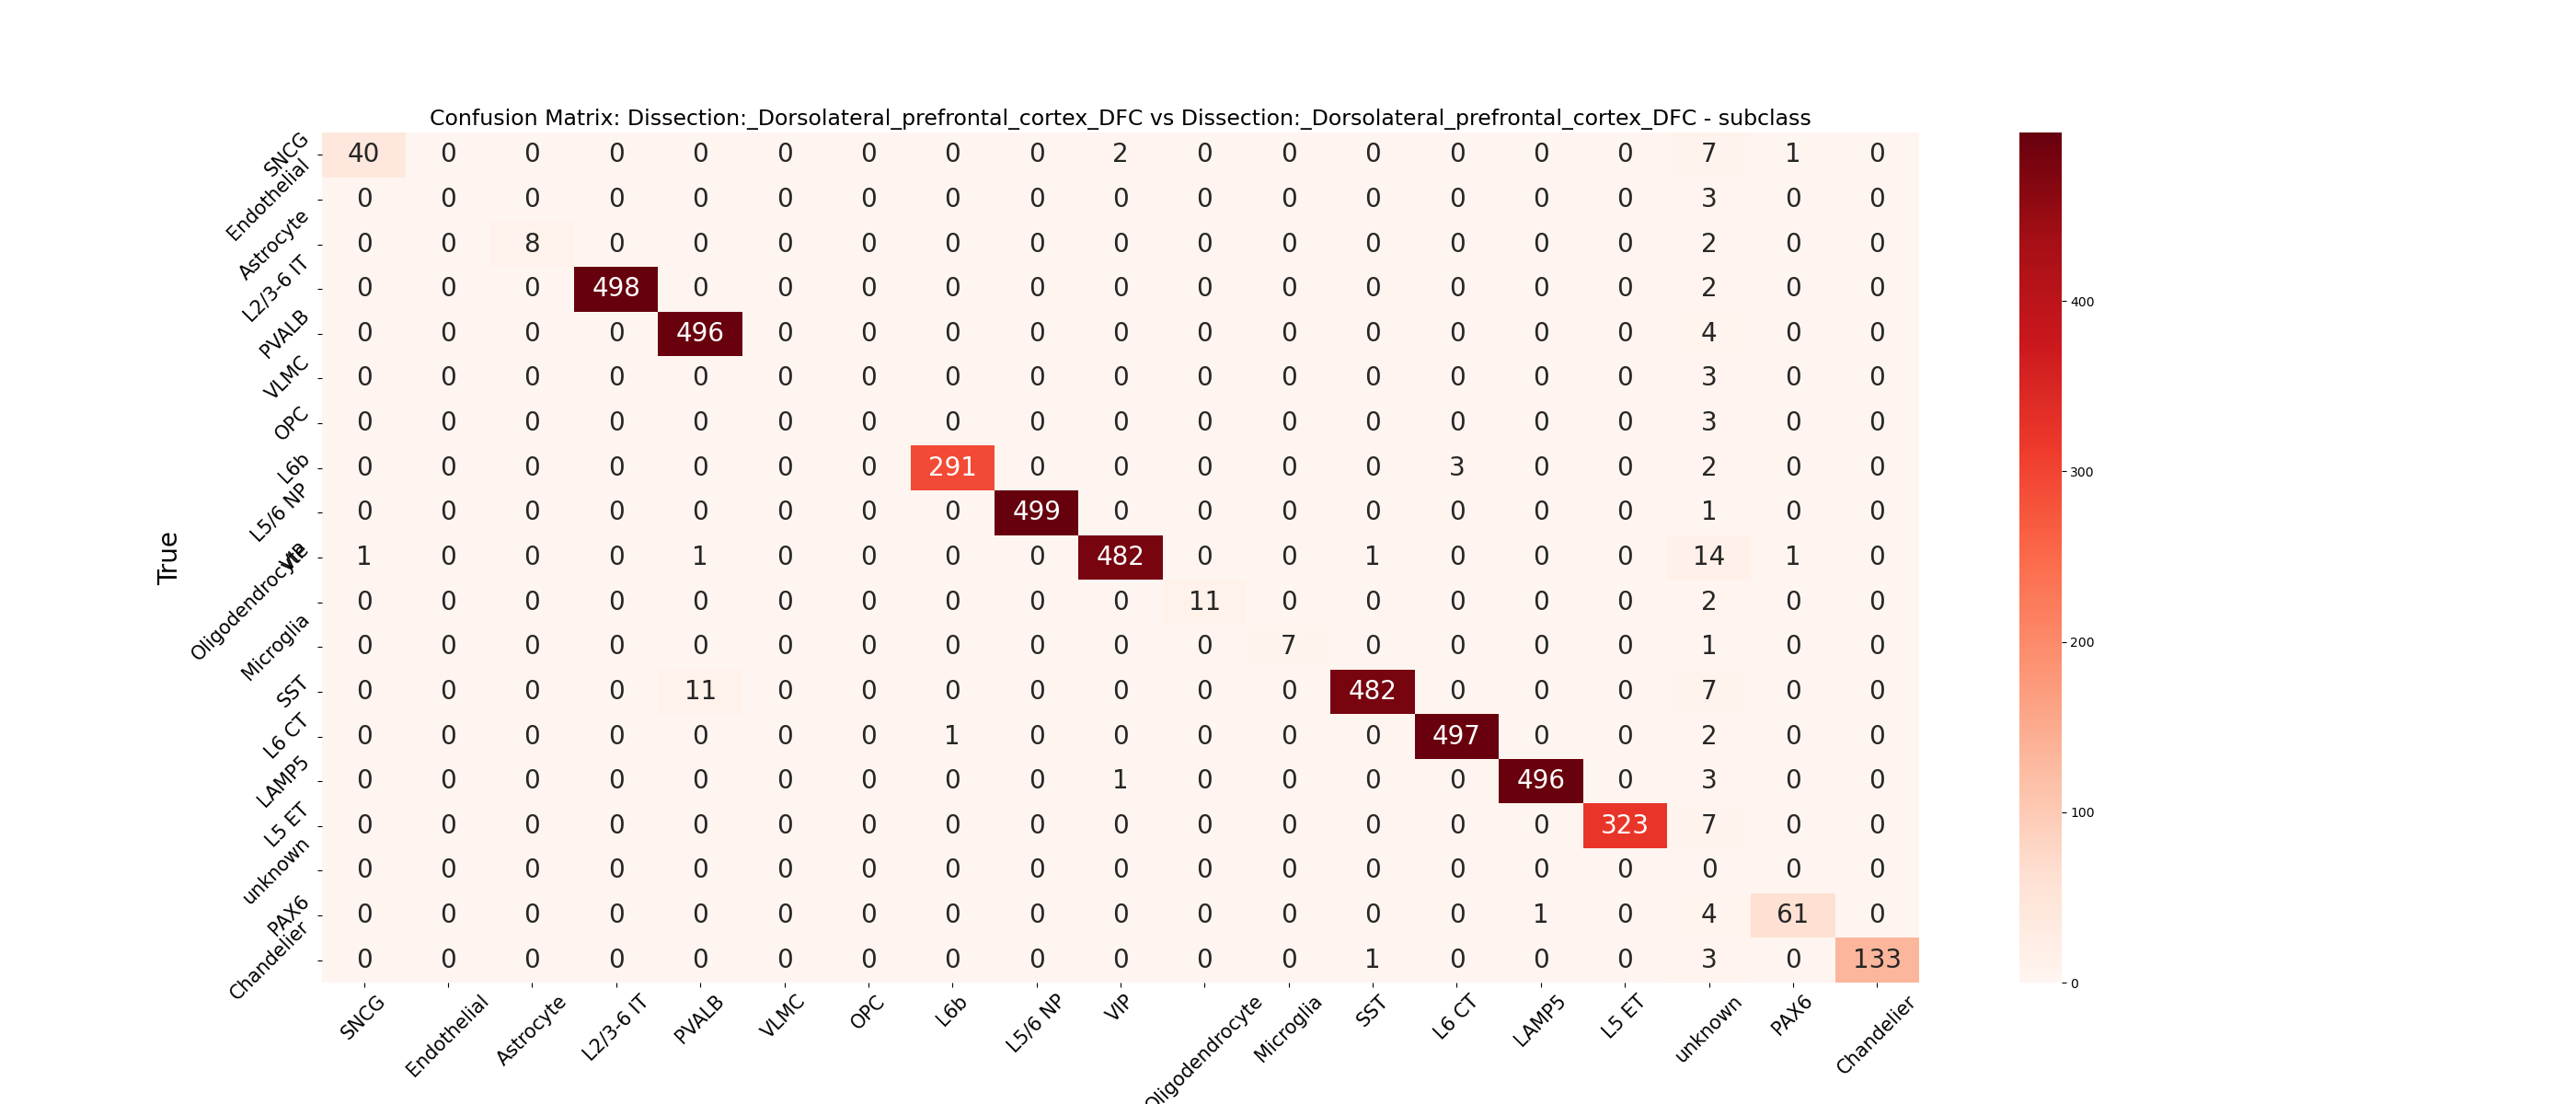 Confusion Matrix: Dissection:_Dorsolateral_prefrontal_cortex_DFC vs Dissection:_Dorsolateral_prefrontal_cortex_DFC - subclass
True
SNCG 40 0 0 0 0 0 0 0 0 2 0 0 0 0 0 0 7 1 0
Endothelial 0 0 0 0 0 0 0 0 0 0 0 0 0 0 0 0 3 0 0
Astrocyte 0 0 8 0 0 0 0 0 0 0 0 0 0 0 0 0 2 0 0
L2/3-6 IT 0 0 0 498 0 0 0 0 0 0 0 0 0 0 0 0 2 0 0
PVALB 0 0 0 0 496 0 0 0 0 0 0 0 0 0 0 0 4 0 0
VLMC 0 0 0 0 0 0 0 0 0 0 0 0 0 0 0 0 3 0 0
OPC 0 0 0 0 0 0 0 0 0 0 0 0 0 0 0 0 3 0 0
L6b 0 0 0 0 0 0 0 291 0 0 0 0 0 3 0 0 2 0 0
L5/6 NP 0 0 0 0 0 0 0 0 499 0 0 0 0 0 0 0 1 0 0
VIP 1 0 0 0 1 0 0 0 0 482 0 0 1 0 0 0 14 1 0
Oligodendrocyte 0 0 0 0 0 0 0 0 0 0 11 0 0 0 0 0 2 0 0
Microglia 0 0 0 0 0 0 0 0 0 0 0 7 0 0 0 0 1 0 0
SST 0 0 0 0 11 0 0 0 0 0 0 0 482 0 0 0 7 0 0
L6 CT 0 0 0 0 0 0 0 1 0 0 0 0 0 497 0 0 2 0 0
LAMP5 0 0 0 0 0 0 0 0 0 1 0 0 0 0 496 0 3 0 0
L5 ET 0 0 0 0 0 0 0 0 0 0 0 0 0 0 0 323 7 0 0
unknown 0 0 0 0 0 0 0 0 0 0 0 0 0 0 0 0 0 0 0
PAX6 0 0 0 0 0 0 0 0 0 0 0 0 0 0 1 0 4 61 0
Chandelier 0 0 0 0 0 0 0 0 0 0 0 0 1 0 0 0 3 0 133
SNCG Endothelial Astrocyte L2/3-6 IT PVALB VLMC OPC L6b L5/6 NP VIP Oligodendrocyte Microglia SST L6 CT LAMP5 L5 ET unknown PAX6 Chandelier
400
300
200
100
0